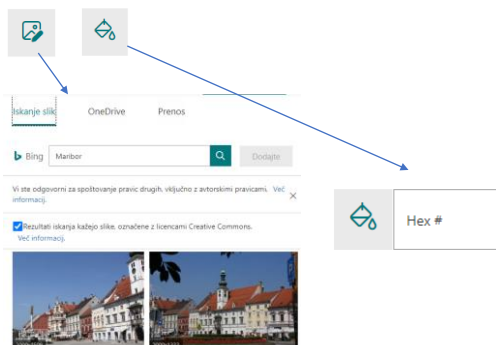 Iskanje slik OneDrive Prenos
Bing Maribor Dodajte
Vi ste odgovorni za spoštovanje pravic drugih, vključno z avtorskimi pravicami. Več
informacij.
Rezultati iskanja kažejo slike, označene z licencami Creative Commons.
Več informacij.
Hex #